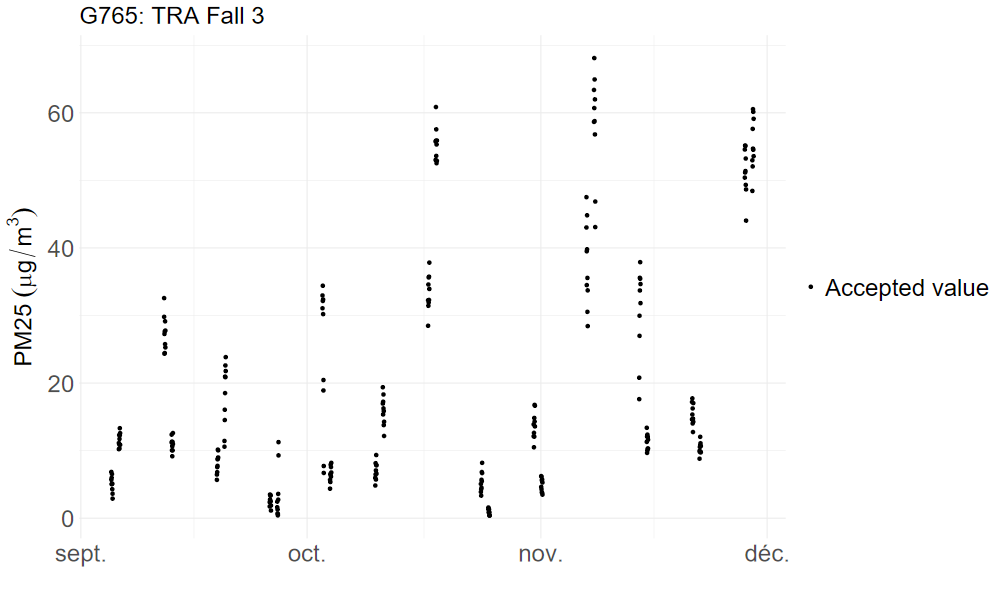 G765: TRA Fall 3
PM25 (μg/m³)
60
40
20
0
sept.
oct.
nov.
déc.
Accepted value